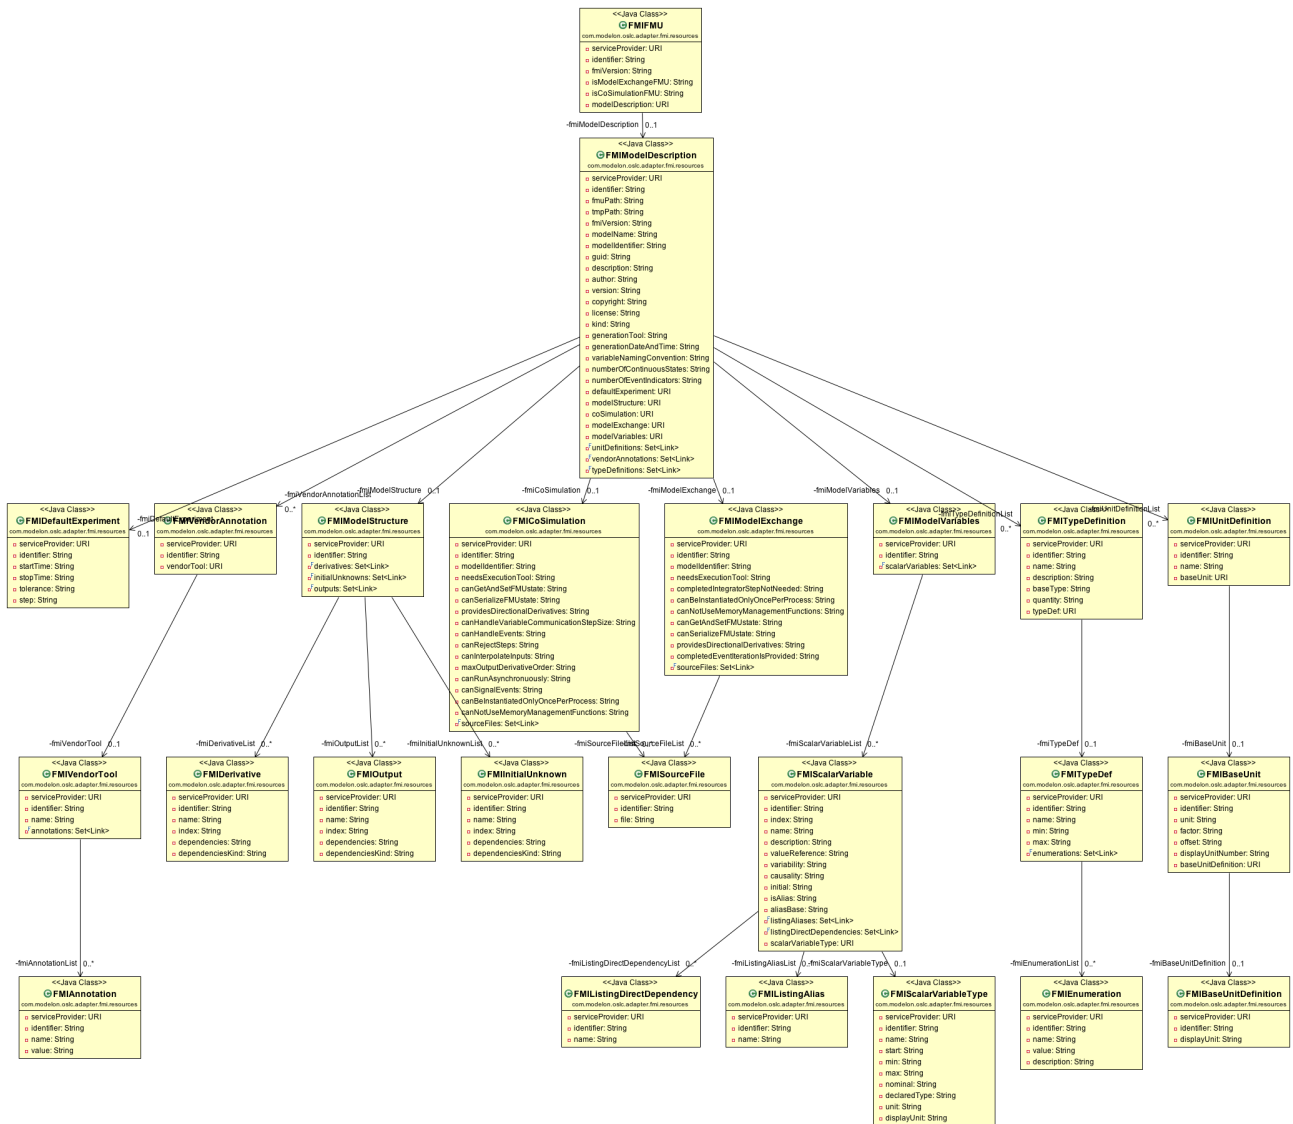 <<Java Class>>
FMIFMU
com.modelon.oslc.adapter.fmi.resources
serviceProvider: URI
identifier: String
fmiVersion: String
isModelExchangeFMU: String
isCoSimulationFMU: String
modelDescription: URI
-fmiModelDescription 0..1
<<Java Class>>
FMIModelDescription
com.modelon.oslc.adapter.fmi.resources
serviceProvider: URI
identifier: String
fmuPath: String
tmpPath: String
fmiVersion: String
modelName: String
modelIdentifier: String
guid: String
description: String
author: String
version: String
copyright: String
license: String
kind: String
generationTool: String
generationDateAndTime: String
variableNamingConvention: String
numberOfContinuousStates: String
numberOfEventIndicators: String
defaultExperiment: URI
modelStructure: URI
coSimulation: URI
modelExchange: URI
modelVariables: URI
unitDefinitions: Set<Link>
vendorAnnotations: Set<Link>
typeDefinitions: Set<Link>
-fmiDefaultExperiment 0..1
-fmiVendorAnnotationList 0..*
-fmiModelStructure 0..1
-fmiCoSimulation 0..1
-fmiModelExchange 0..1
-fmiModelVariables 0..1
-fmiTypeDefinitionList 0..*
-fmiUnitDefinitionList 0..*
<<Java Class>>
FMIDefaultExperiment
com.modelon.oslc.adapter.fmi.resources
serviceProvider: URI
identifier: String
startTime: String
stopTime: String
tolerance: String
step: String
<<Java Class>>
FMIVendorAnnotation
com.modelon.oslc.adapter.fmi.resources
serviceProvider: URI
identifier: String
vendorTool: URI
<<Java Class>>
FMIModelStructure
com.modelon.oslc.adapter.fmi.resources
serviceProvider: URI
identifier: String
derivatives: Set<Link>
initialUnknowns: Set<Link>
outputs: Set<Link>
<<Java Class>>
FMICoSimulation
com.modelon.oslc.adapter.fmi.resources
serviceProvider: URI
identifier: String
modelIdentifier: String
needsExecutionTool: String
canGetAndSetFMUstate: String
canSerializeFMUstate: String
providesDirectionalDerivatives: String
canHandleVariableCommunicationStepSize: String
canHandleEvents: String
canRejectSteps: String
canInterpolateInputs: String
maxOutputDerivativeOrder: String
canRunAsynchronuously: String
canSignalEvents: String
canBeInstantiatedOnlyOncePerProcess: String
canNotUseMemoryManagementFunctions: String
sourceFiles: Set<Link>
<<Java Class>>
FMIModelExchange
com.modelon.oslc.adapter.fmi.resources
serviceProvider: URI
identifier: String
modelIdentifier: String
needsExecutionTool: String
completedIntegratorStepNotNeeded: String
canBeInstantiatedOnlyOncePerProcess: String
canNotUseMemoryManagementFunctions: String
canGetAndSetFMUstate: String
canSerializeFMUstate: String
providesDirectionalDerivatives: String
completedEventIterationIsProvided: String
sourceFiles: Set<Link>
<<Java Class>>
FMIModelVariables
com.modelon.oslc.adapter.fmi.resources
serviceProvider: URI
identifier: String
scalarVariables: Set<Link>
<<Java Class>>
FMITypeDefinition
com.modelon.oslc.adapter.fmi.resources
serviceProvider: URI
identifier: String
name: String
description: String
baseType: String
quantity: String
typeDef: URI
<<Java Class>>
FMIUnitDefinition
com.modelon.oslc.adapter.fmi.resources
serviceProvider: URI
identifier: String
name: String
baseUnit: URI
-fmiVendorTool 0..1
-fmiDerivativeList 0..*
-fmiOutputList 0..*
-fmiInitialUnknownList 0..*
-fmiSourceFileList 0..*
-fmiSourceFileList 0..*
-fmiScalarVariableList 0..*
-fmiTypeDef 0..1
-fmiBaseUnit 0..1
<<Java Class>>
FMIVendorTool
com.modelon.oslc.adapter.fmi.resources
serviceProvider: URI
identifier: String
name: String
annotations: Set<Link>
<<Java Class>>
FMIDerivative
com.modelon.oslc.adapter.fmi.resources
serviceProvider: URI
identifier: String
name: String
index: String
dependencies: String
dependenciesKind: String
<<Java Class>>
FMIOutput
com.modelon.oslc.adapter.fmi.resources
serviceProvider: URI
identifier: String
name: String
index: String
dependencies: String
dependenciesKind: String
<<Java Class>>
FMIInitialUnknown
com.modelon.oslc.adapter.fmi.resources
serviceProvider: URI
identifier: String
name: String
index: String
dependencies: String
dependenciesKind: String
<<Java Class>>
FMISourceFile
com.modelon.oslc.adapter.fmi.resources
serviceProvider: URI
identifier: String
file: String
<<Java Class>>
FMIScalarVariable
com.modelon.oslc.adapter.fmi.resources
serviceProvider: URI
identifier: String
index: String
name: String
description: String
valueReference: String
variability: String
causality: String
initial: String
isAlias: String
aliasBase: String
listingAliases: Set<Link>
listingDirectDependencies: Set<Link>
scalarVariableType: URI
<<Java Class>>
FMITypeDef
com.modelon.oslc.adapter.fmi.resources
serviceProvider: URI
identifier: String
name: String
min: String
max: String
enumerations: Set<Link>
<<Java Class>>
FMIBaseUnit
com.modelon.oslc.adapter.fmi.resources
serviceProvider: URI
identifier: String
unit: String
factor: String
offset: String
displayUnitNumber: String
baseUnitDefinition: URI
-fmiAnnotationList 0..*
-fmiListingDirectDependencyList 0..*
-fmiListingAliasList 0..*
-fmiScalarVariableType 0..1
-fmiEnumerationList 0..*
-fmiBaseUnitDefinition 0..1
<<Java Class>>
FMIAnnotation
com.modelon.oslc.adapter.fmi.resources
serviceProvider: URI
identifier: String
name: String
value: String
<<Java Class>>
FMIListingDirectDependency
com.modelon.oslc.adapter.fmi.resources
serviceProvider: URI
identifier: String
name: String
<<Java Class>>
FMIListingAlias
com.modelon.oslc.adapter.fmi.resources
serviceProvider: URI
identifier: String
name: String
<<Java Class>>
FMIScalarVariableType
com.modelon.oslc.adapter.fmi.resources
serviceProvider: URI
identifier: String
name: String
start: String
min: String
max: String
nominal: String
declaredType: String
unit: String
displayUnit: String
<<Java Class>>
FMIEnumeration
com.modelon.oslc.adapter.fmi.resources
serviceProvider: URI
identifier: String
name: String
value: String
description: String
<<Java Class>>
FMIBaseUnitDefinition
com.modelon.oslc.adapter.fmi.resources
serviceProvider: URI
identifier: String
displayUnit: String